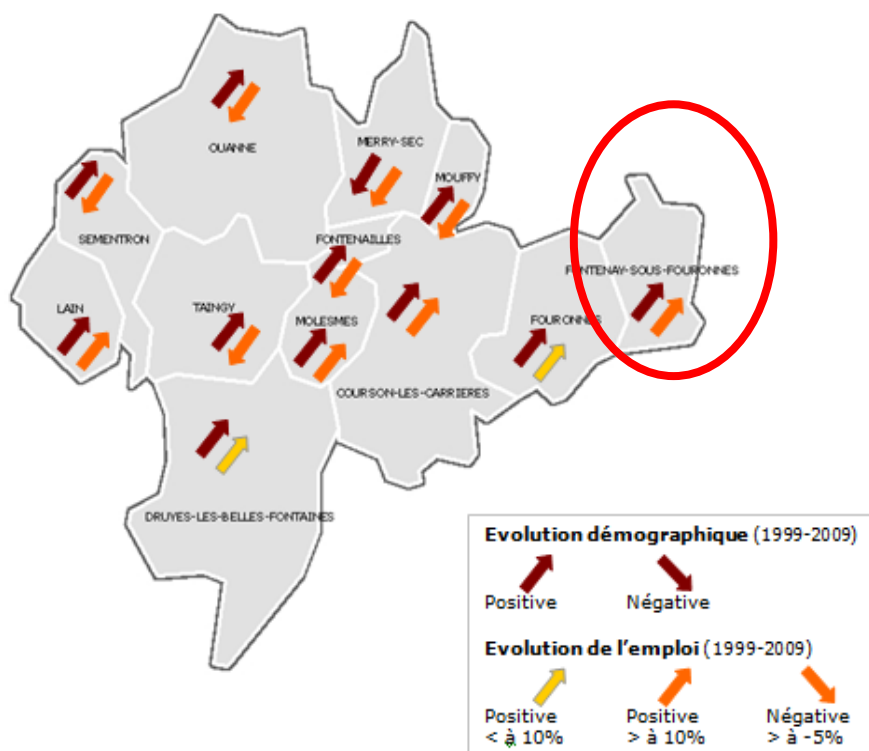 OUANNE
MERRY-SEC
MOUFFY
SEMENTRON
FONTENAILLES
FONTENAY-SOUS-FOURONNES
LAIN
TAINGY
MOLESMES
FOURONNES
COURSON-LES-CARRIERES
DRUYES-LES-BELLES-FONTAINES
Evolution démographique (1999-2009)
Positive Négative
Evolution de l'emploi (1999-2009)
Positive Positive Négative
< à 10% > à 10% > à -5%